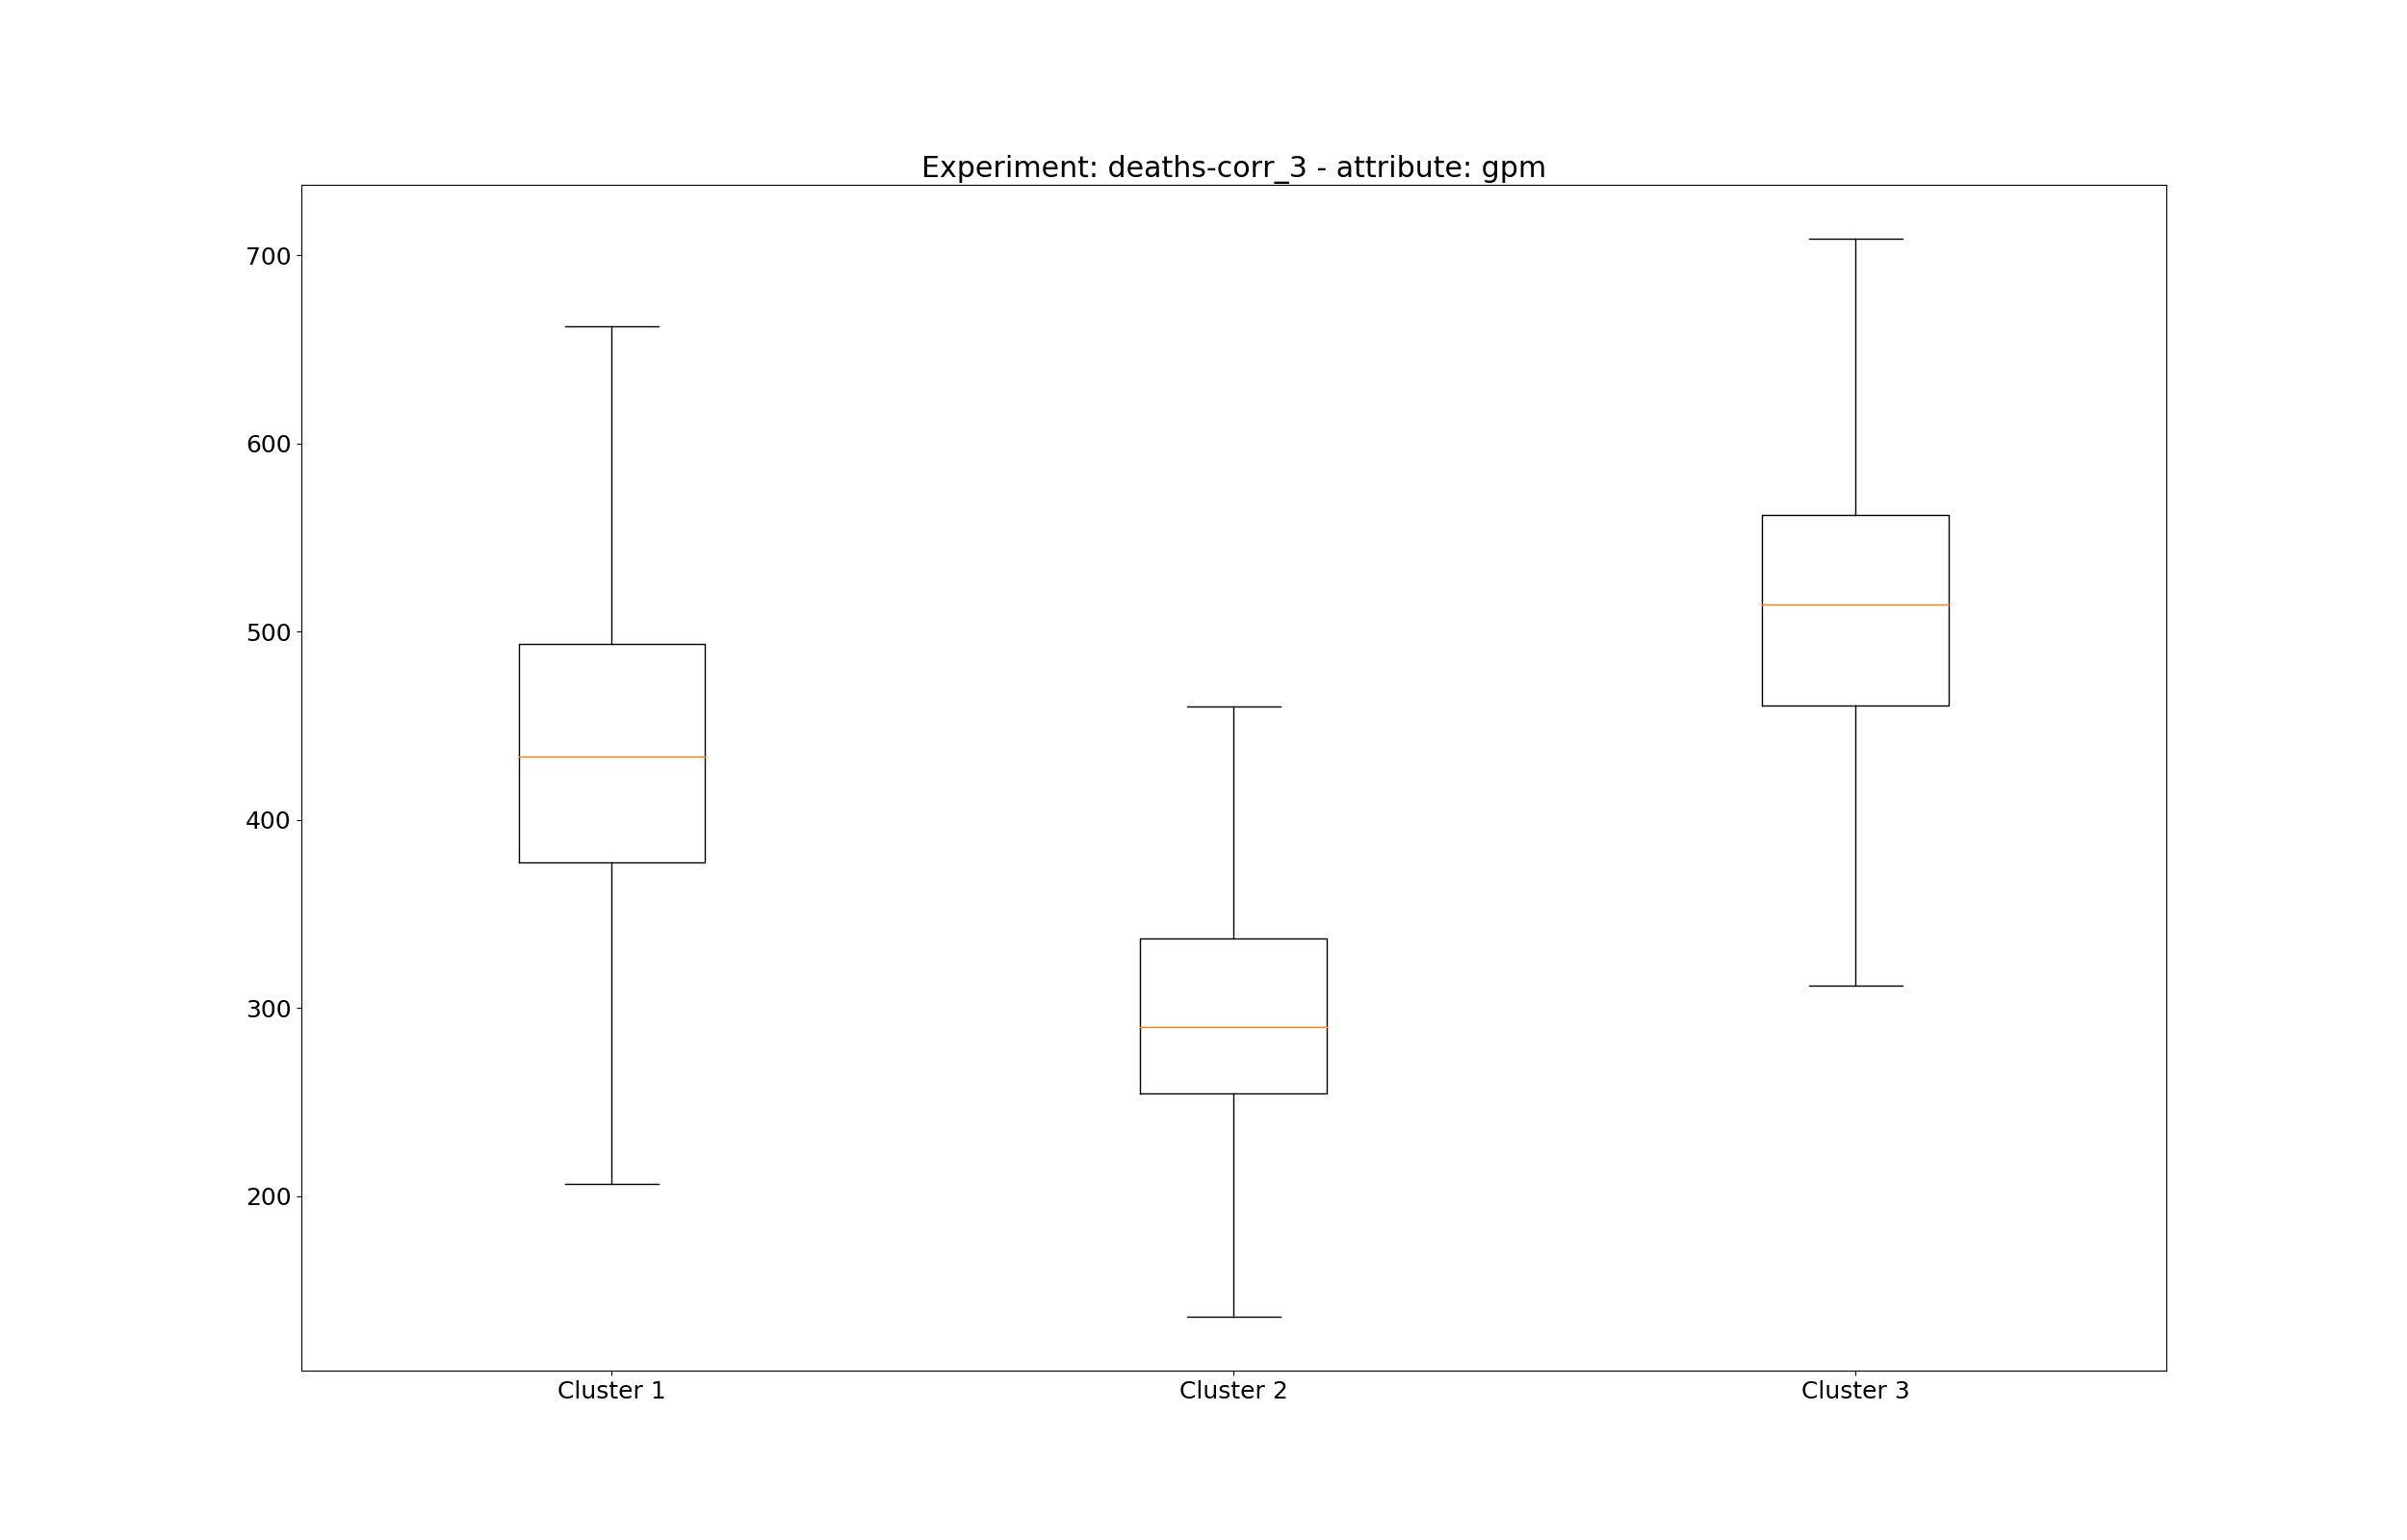 Experiment: deaths-corr_3 - attribute: gpm
700
600
500
400
300
200
Cluster 1
Cluster 2
Cluster 3